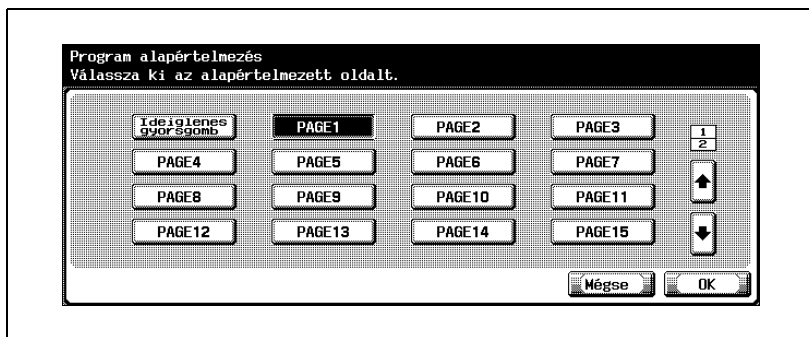 Program alapértelmezés
Válassza ki az alapértelmezett oldalt.
Ideiglenes
gyorsgomb
PAGE1
PAGE2
PAGE3
1
2
PAGE4
PAGE5
PAGE6
PAGE7
PAGE8
PAGE9
PAGE10
PAGE11
PAGE12
PAGE13
PAGE14
PAGE15
Mégse
OK